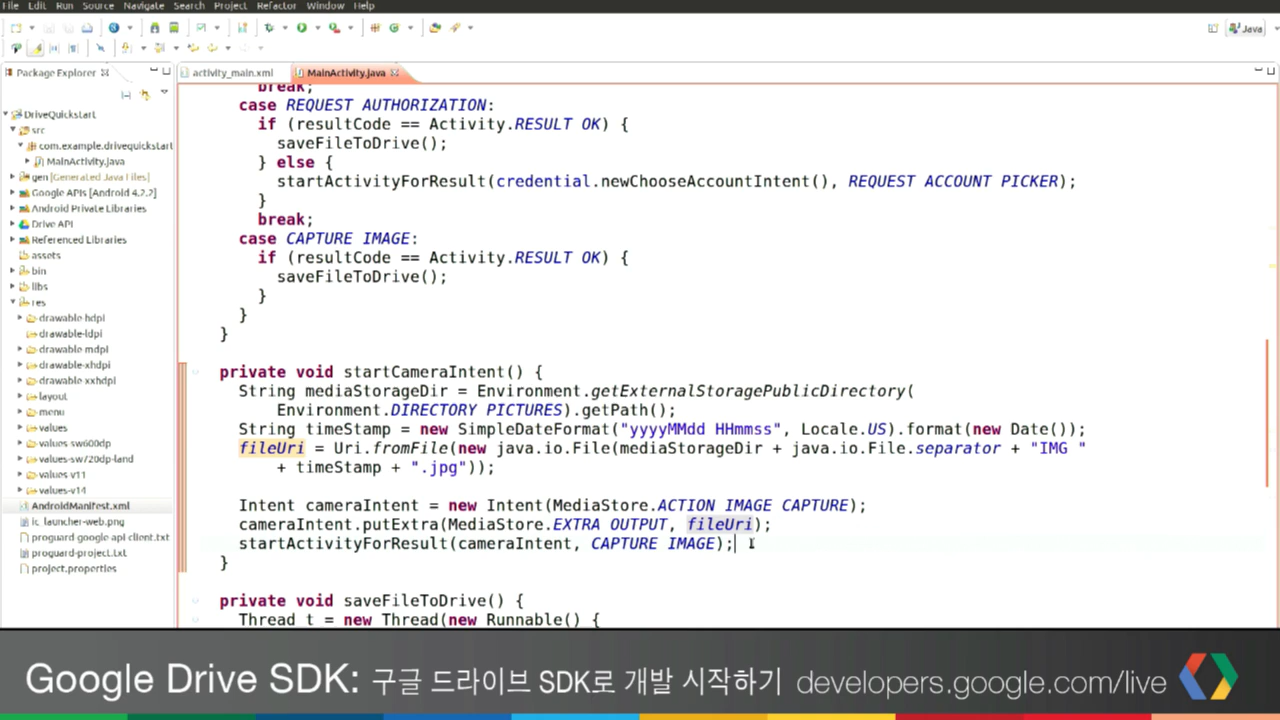 File Edit Run Source Navigate Search Project Refactor Window Help
Java
Package Explorer
activity_main.xml MainActivity.java
DriveQuickstart
src
com.example.drivequickstart
MainActivity.java
gen [Generated Java Files]
Google APIs [Android 4.2.2]
Android Private Libraries
Drive API
Referenced Libraries
assets
bin
libs
res
drawable-hdpi
drawable-ldpi
drawable-mdpi
drawable-xhdpi
drawable-xxhdpi
layout
menu
values
values-sw600dp
values-sw720dp-land
values-v11
values-v14
AndroidManifest.xml
ic_launcher-web.png
proguard-google-api-client.txt
proguard-project.txt
project.properties
break;
case REQUEST_AUTHORIZATION:
if (resultCode == Activity.RESULT_OK) {
saveFileToDrive();
} else {
startActivityForResult(credential.newChooseAccountIntent(), REQUEST_ACCOUNT_PICKER);
}
break;
case CAPTURE_IMAGE:
if (resultCode == Activity.RESULT_OK) {
saveFileToDrive();
}
}
}
private void startCameraIntent() {
String mediaStorageDir = Environment.getExternalStoragePublicDirectory(
Environment.DIRECTORY_PICTURES).getPath();
String timeStamp = new SimpleDateFormat("yyyyMMdd_HHmmss", Locale.US).format(new Date());
fileUri = Uri.fromFile(new java.io.File(mediaStorageDir + java.io.File.separator + "IMG_"
+ timeStamp + ".jpg"));
Intent cameraIntent = new Intent(MediaStore.ACTION_IMAGE_CAPTURE);
cameraIntent.putExtra(MediaStore.EXTRA_OUTPUT, fileUri);
startActivityForResult(cameraIntent, CAPTURE_IMAGE);
}
private void saveFileToDrive() {
Thread t = new Thread(new Runnable() {
Google Drive SDK: 구글 드라이브 SDK로 개발 시작하기 developers.google.com/live